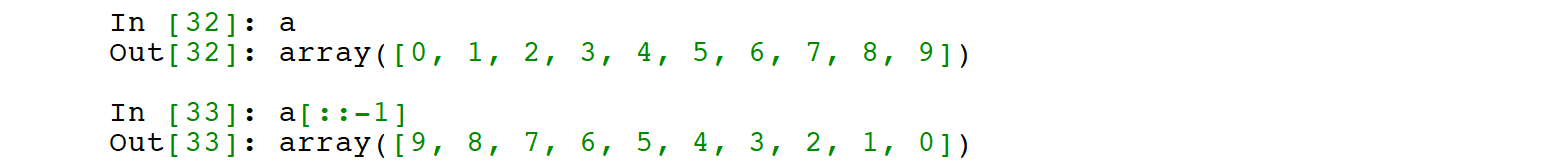 In [32]: a
Out[32]: array([0, 1, 2, 3, 4, 5, 6, 7, 8, 9])
In [33]: a[::-1]
Out[33]: array([9, 8, 7, 6, 5, 4, 3, 2, 1, 0])